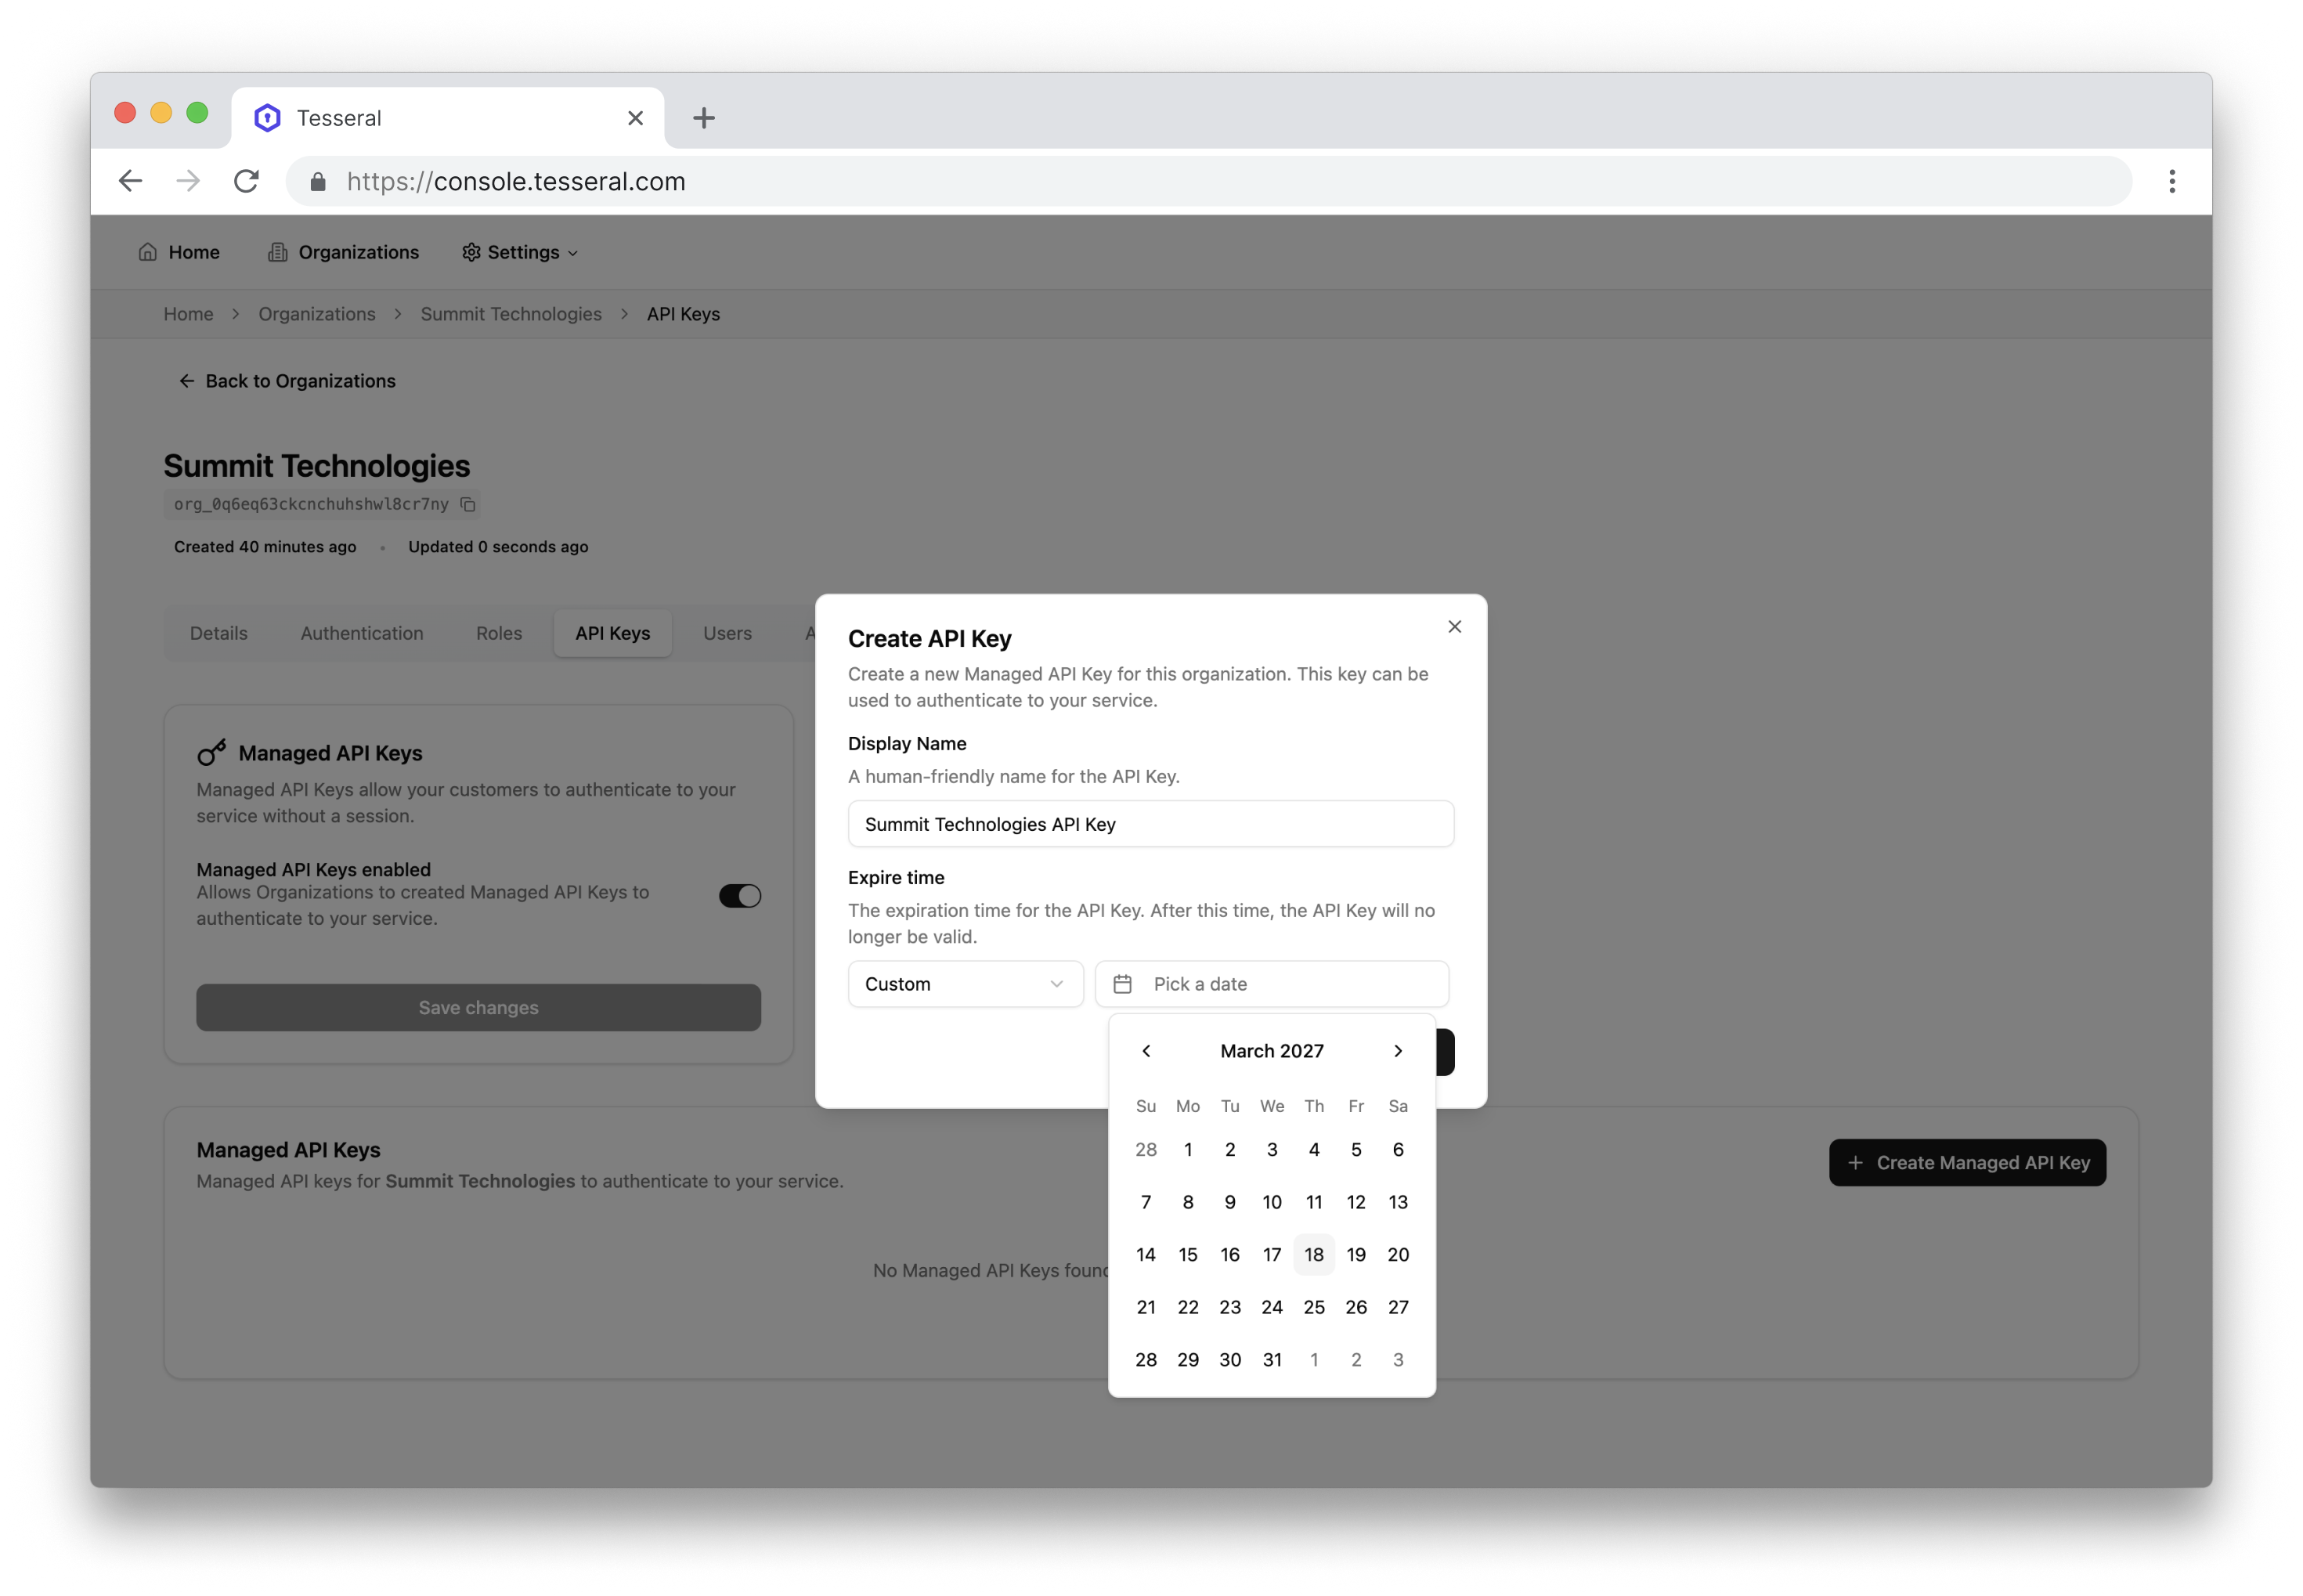 Tesseral
https://console.tesseral.com
Home
Organizations
Settings
Home > Organizations > Summit Technologies > API Keys
Back to Organizations
Summit Technologies
org_0q6eq63ckcnchuhshwl8cr7ny
Created 40 minutes ago • Updated 0 seconds ago
Details
Authentication
Roles
API Keys
Users
A
Managed API Keys
Managed API Keys allow your customers to authenticate to your
service without a session.
Managed API Keys enabled
Allows Organizations to created Managed API Keys to
authenticate to your service.
Save changes
Create API Key
Create a new Managed API Key for this organization. This key can be
used to authenticate to your service.
Display Name
A human-friendly name for the API Key.
Summit Technologies API Key
Expire time
The expiration time for the API Key. After this time, the API Key will no
longer be valid.
Custom
Pick a date
March 2027
Su Mo Tu We Th Fr Sa
28 1 2 3 4 5 6
7 8 9 10 11 12 13
14 15 16 17 18 19 20
21 22 23 24 25 26 27
28 29 30 31 1 2 3
Managed API Keys
Managed API keys for Summit Technologies to authenticate to your service.
Create Managed API Key
No Managed API Keys found